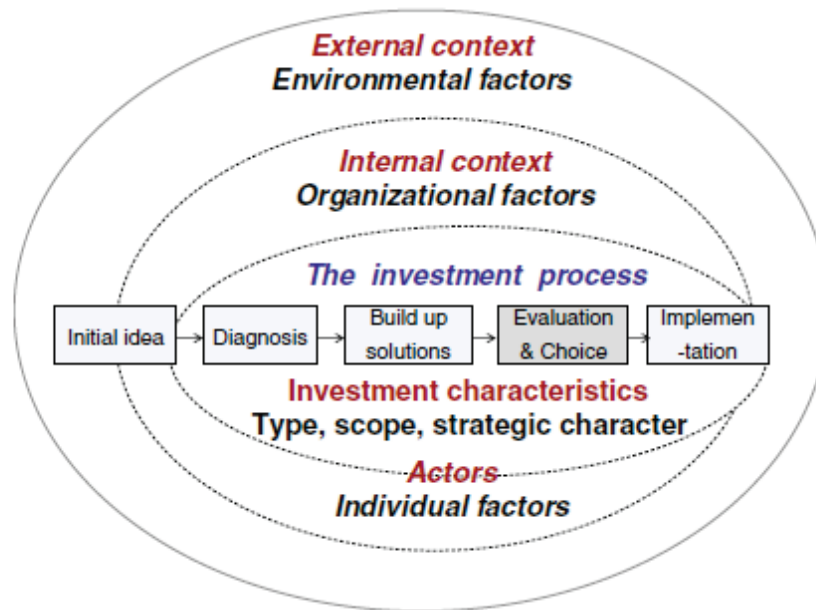 External context
Environmental factors
Internal context
Organizational factors
The investment process
Initial idea
Diagnosis
Build up
solutions
Evaluation
& Choice
Implemen
-tation
Investment characteristics
Type, scope, strategic character
Actors
Individual factors